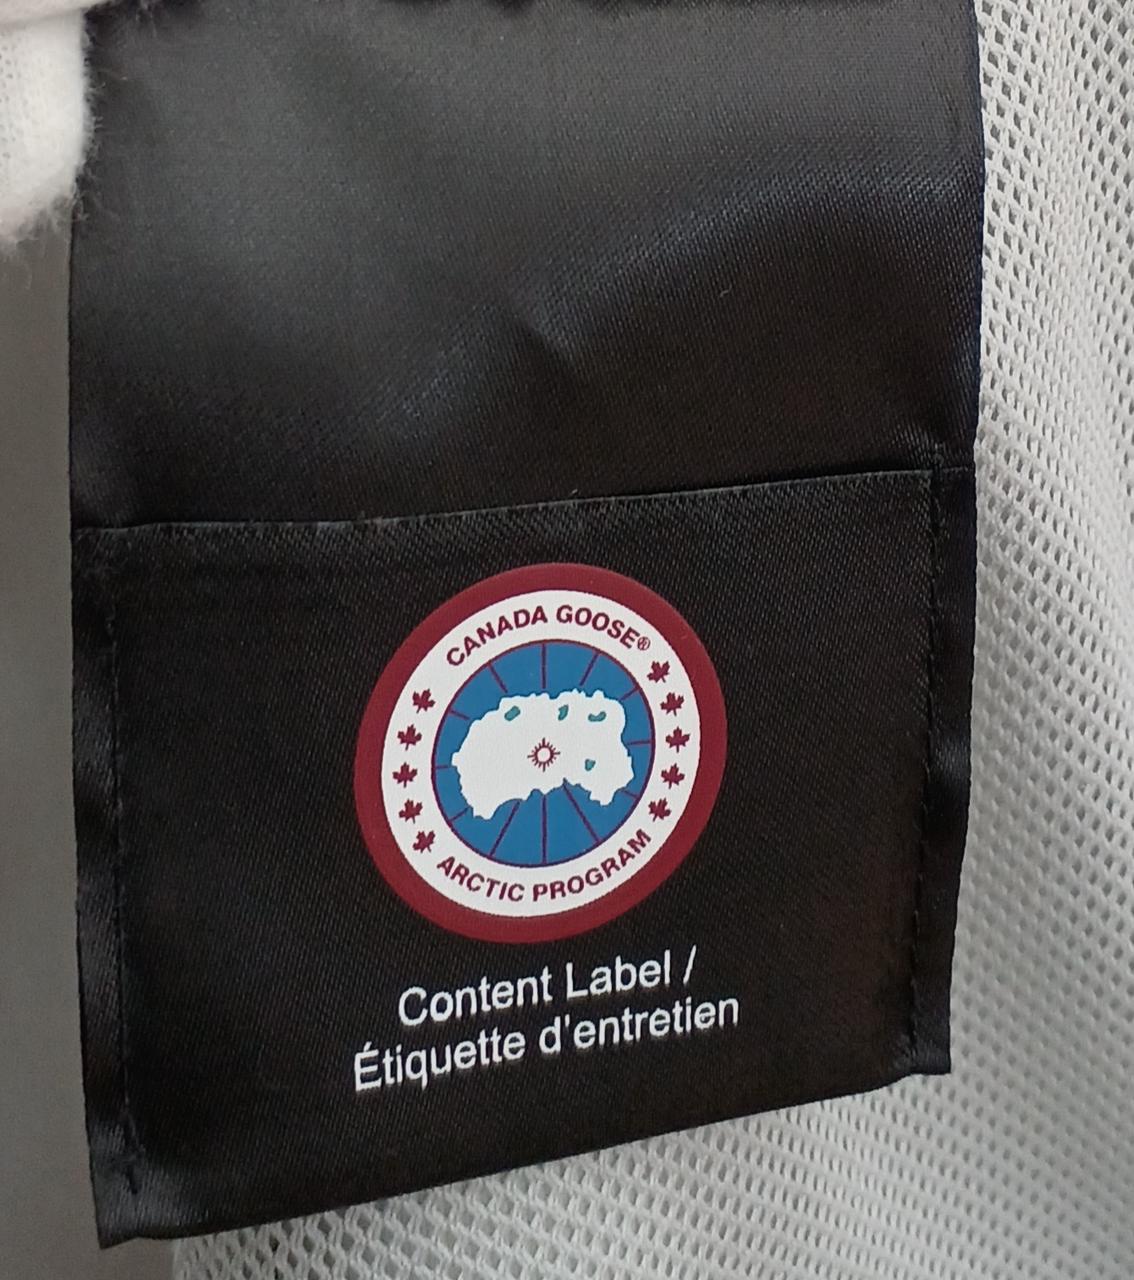 CANADA GOOSE®
ARCTIC PROGRAM
Content Label /
Étiquette d'entretien